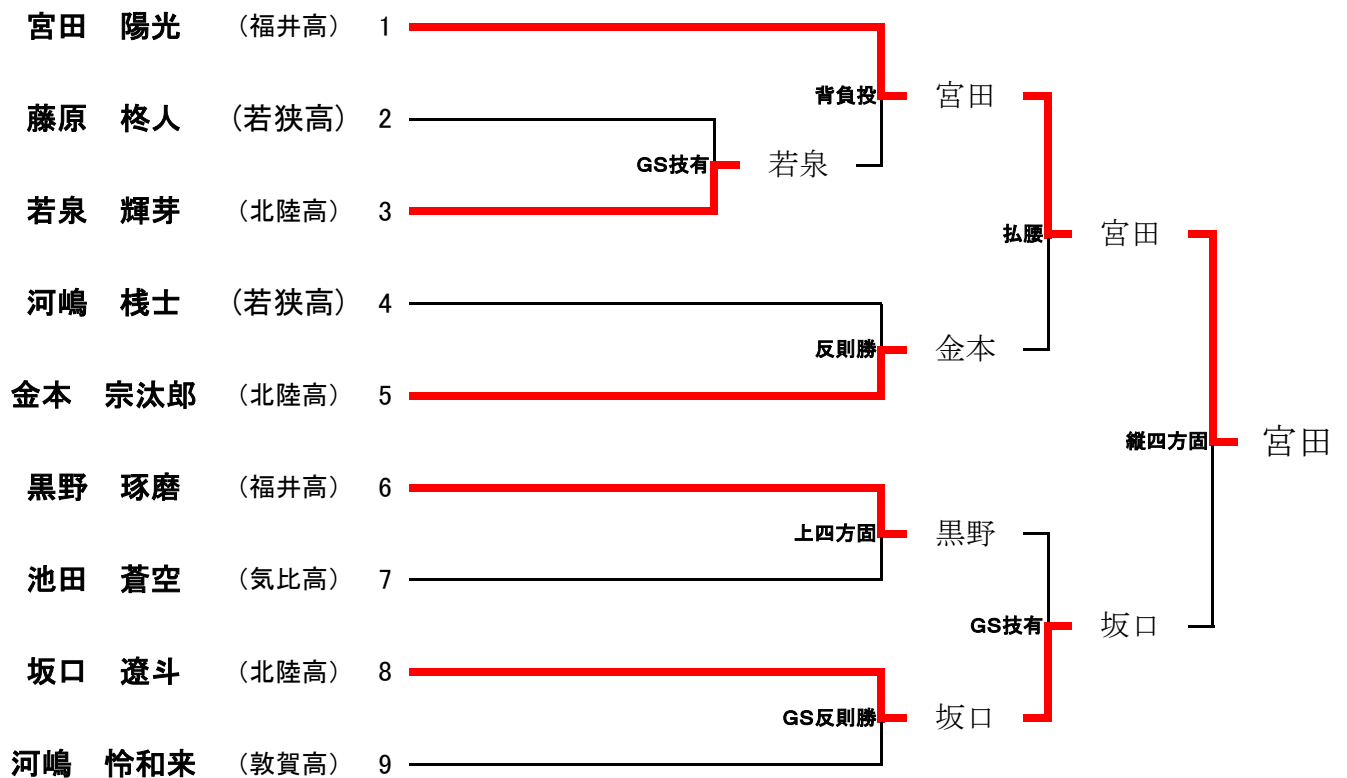 宮田　陽光　（福井高）　1
背負投　宮田
藤原　柊人　（若狭高）　2
GS技有　若泉
若泉　輝芽　（北陸高）　3
払腰　宮田
河嶋　桟士　（若狭高）　4
反則勝　金本
金本　宗汰郎　（北陸高）　5
縦四方固　宮田
黒野　琢磨　（福井高）　6
上四方固　黒野
池田　蒼空　（気比高）　7
GS技有　坂口
坂口　遼斗　（北陸高）　8
GS反則勝　坂口
河嶋　怜和来　（敦賀高）　9